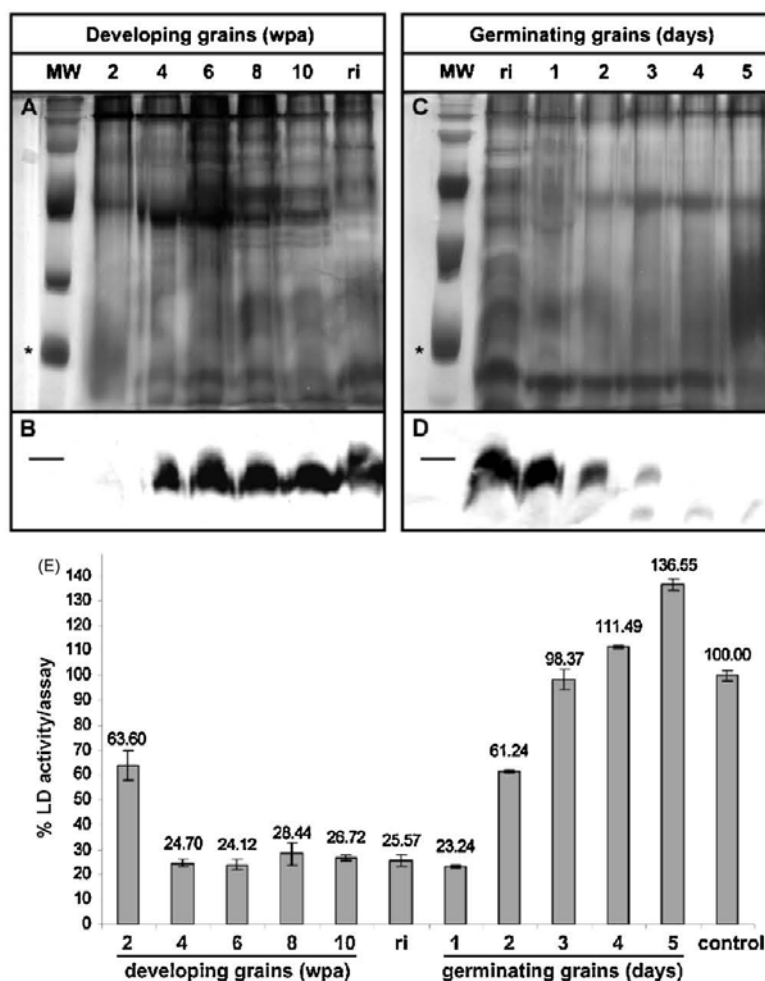 Developing grains (wpa)
Germinating grains (days)
MW 2 4 6 8 10 ri
MW ri 1 2 3 4 5
A
C
*
*
B
D
(E)
% LD activity/assay
140
130
120
110
100
90
80
70
60
50
40
30
20
10
0
63.60
24.70
24.12
28.44
26.72
25.57
23.24
61.24
98.37
111.49
136.55
100.00
2 4 6 8 10 ri 1 2 3 4 5 control
developing grains (wpa)
germinating grains (days)